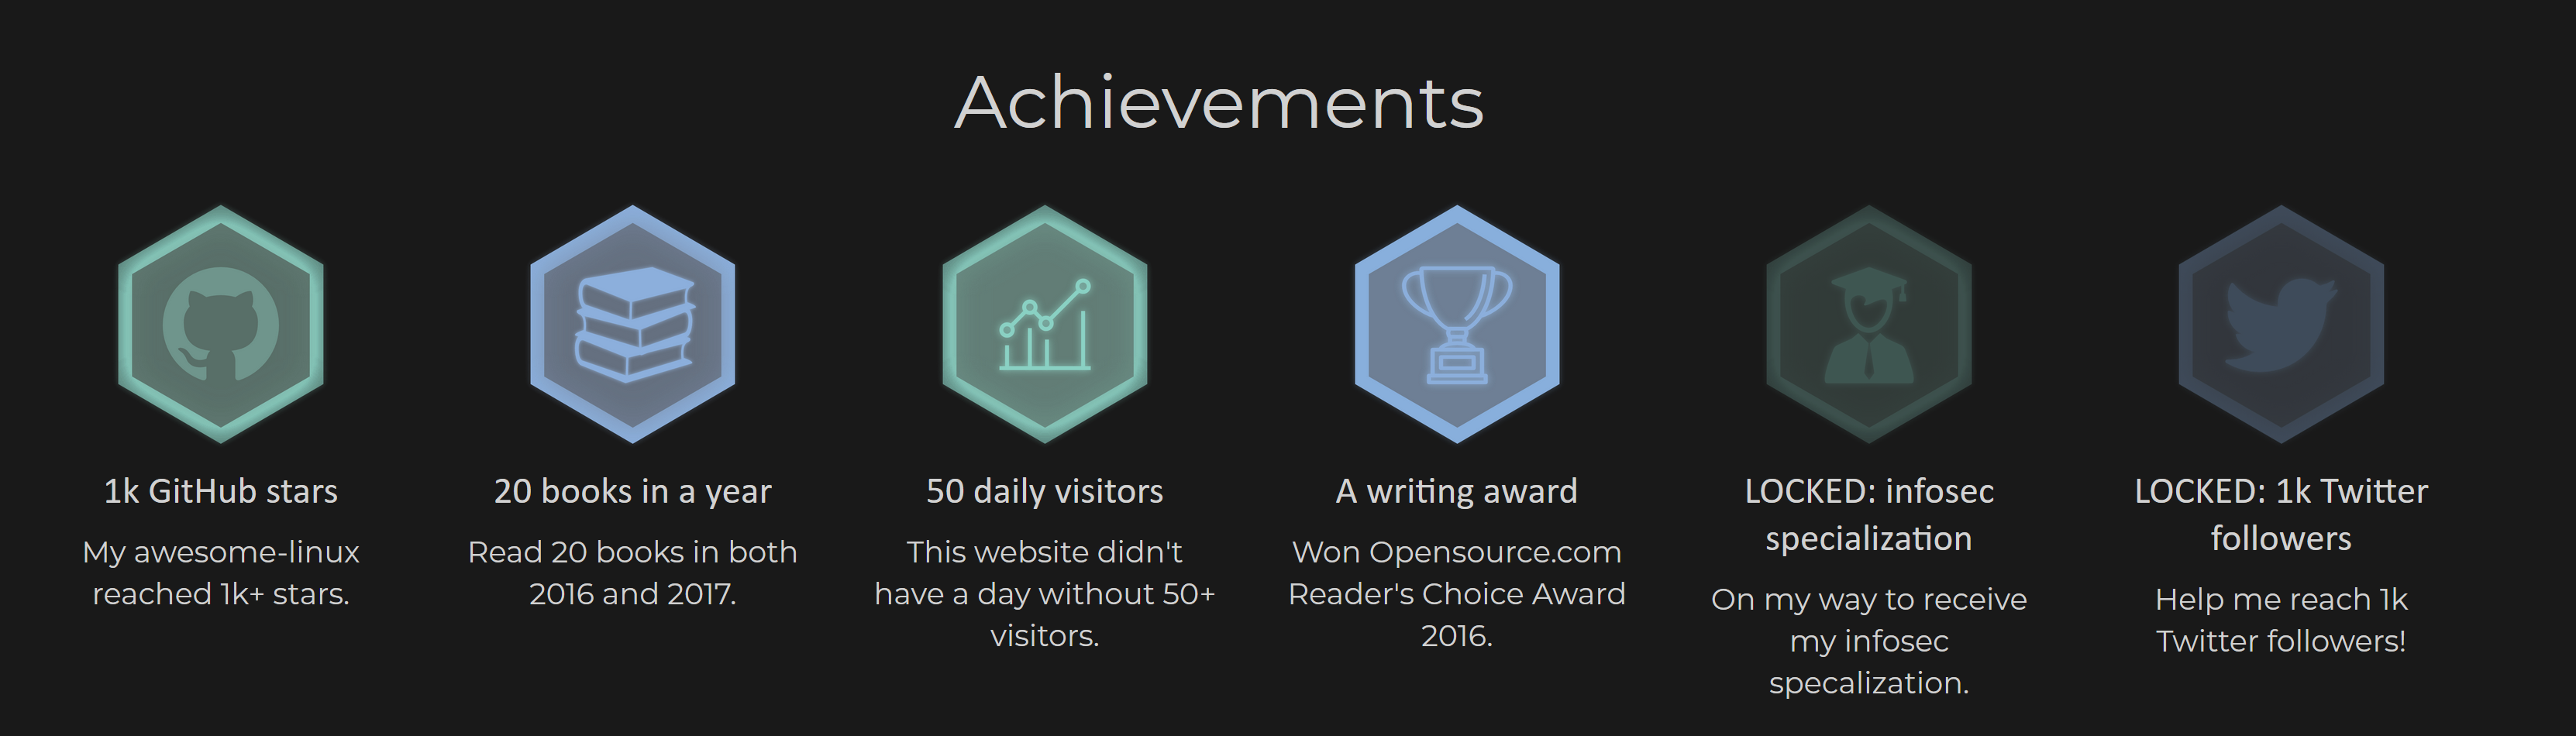 Achievements
1k GitHub stars
My awesome-linux
reached 1k+ stars.
20 books in a year
Read 20 books in both
2016 and 2017.
50 daily visitors
This website didn't
have a day without 50+
visitors.
A writing award
Won Opensource.com
Reader's Choice Award
2016.
LOCKED: infosec
specialization
On my way to receive
my infosec
specalization.
LOCKED: 1k Twitter
followers
Help me reach 1k
Twitter followers!